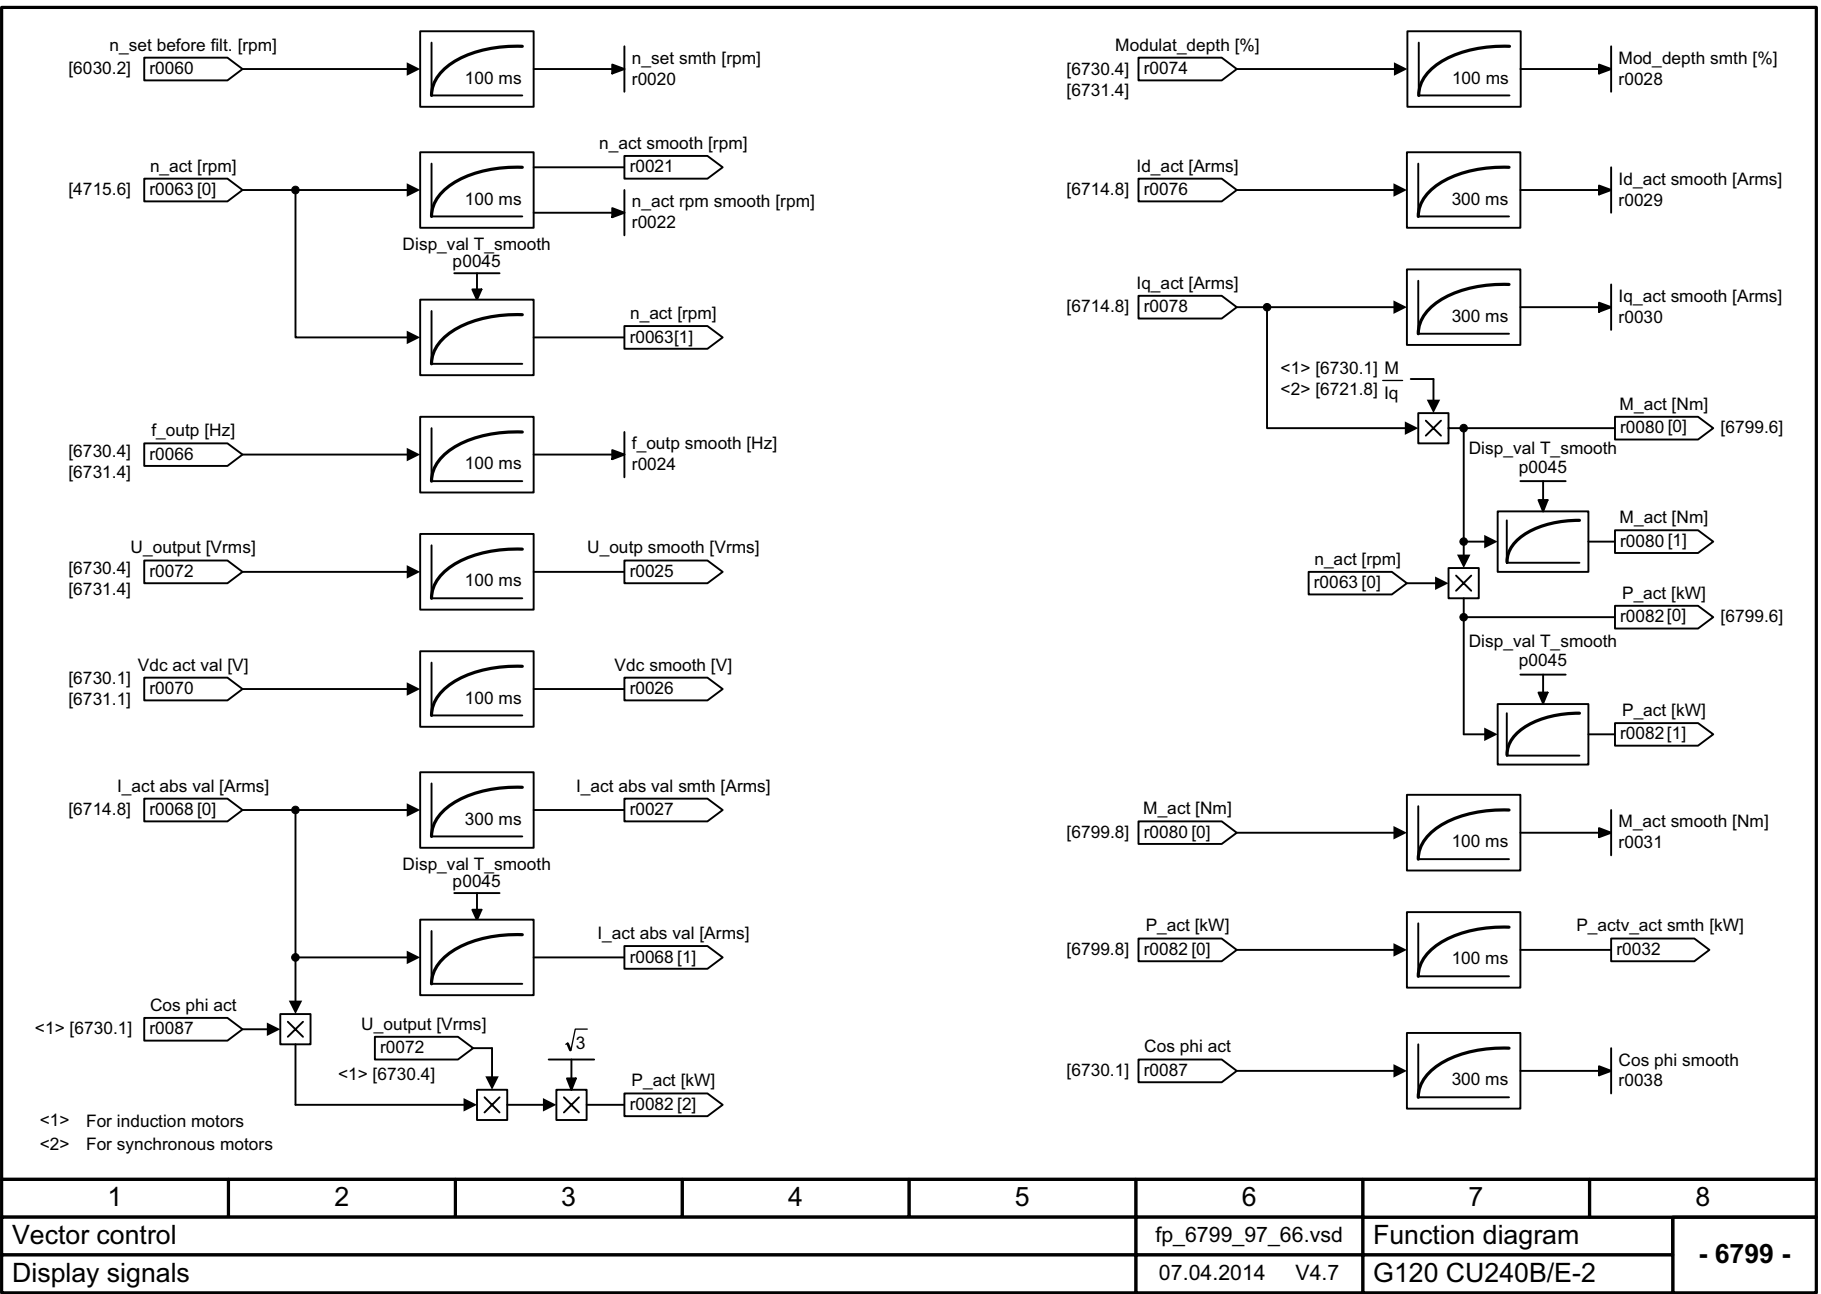 n_set before filt. [rpm]
[6030.2] r0060
100 ms
n_set smth [rpm]
r0020
n_act [rpm]
[4715.6] r0063 [0]
100 ms
n_act smooth [rpm]
r0021
n_act rpm smooth [rpm]
r0022
Disp_val T_smooth
p0045
n_act [rpm]
r0063[1]
f_outp [Hz]
[6730.4] r0066
[6731.4]
100 ms
f_outp smooth [Hz]
r0024
U_output [Vrms]
[6730.4] r0072
[6731.4]
100 ms
U_outp smooth [Vrms]
r0025
Vdc act val [V]
[6730.1] r0070
[6731.1]
100 ms
Vdc smooth [V]
r0026
I_act abs val [Arms]
[6714.8] r0068 [0]
300 ms
I_act abs val smth [Arms]
r0027
Disp_val T_smooth
p0045
I_act abs val [Arms]
r0068 [1]
Cos phi act
<1> [6730.1] r0087
U_output [Vrms]
r0072
<1> [6730.4]
√3
P_act [kW]
r0082 [2]
<1> For induction motors
<2> For synchronous motors
Modulat_depth [%]
[6730.4] r0074
[6731.4]
100 ms
Mod_depth smth [%]
r0028
Id_act [Arms]
[6714.8] r0076
300 ms
Id_act smooth [Arms]
r0029
Iq_act [Arms]
[6714.8] r0078
300 ms
Iq_act smooth [Arms]
r0030
<1> [6730.1] M
<2> [6721.8] Iq
M_act [Nm]
r0080 [0] [6799.6]
Disp_val T_smooth
p0045
M_act [Nm]
r0080 [1]
n_act [rpm]
r0063 [0]
P_act [kW]
r0082 [0] [6799.6]
Disp_val T_smooth
p0045
P_act [kW]
r0082 [1]
M_act [Nm]
[6799.8] r0080 [0]
100 ms
M_act smooth [Nm]
r0031
P_act [kW]
[6799.8] r0082 [0]
100 ms
P_actv_act smth [kW]
r0032
Cos phi act
[6730.1] r0087
300 ms
Cos phi smooth
r0038
1 2 3 4 5 6 7 8
Vector control
fp_6799_97_66.vsd
Function diagram
- 6799 -
Display signals
07.04.2014 V4.7
G120 CU240B/E-2